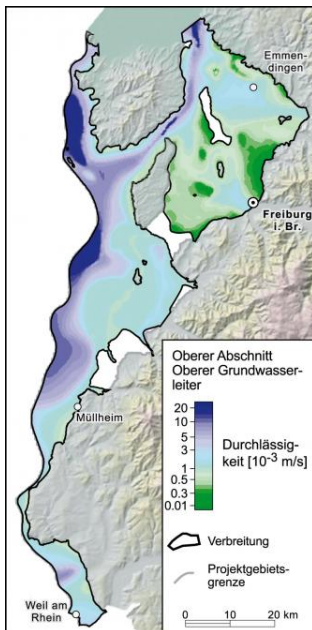 Emmen-
dingen
Freiburg
i. Br.
Müllheim
Weil am
Rhein
Oberer Abschnitt
Oberer Grundwasser-
leiter
20
10
5
3
1
0.5
0.3
0.01
Durchlässig-
keit [10⁻³ m/s]
Verbreitung
Projektgebiets-
grenze
0 10 20 km